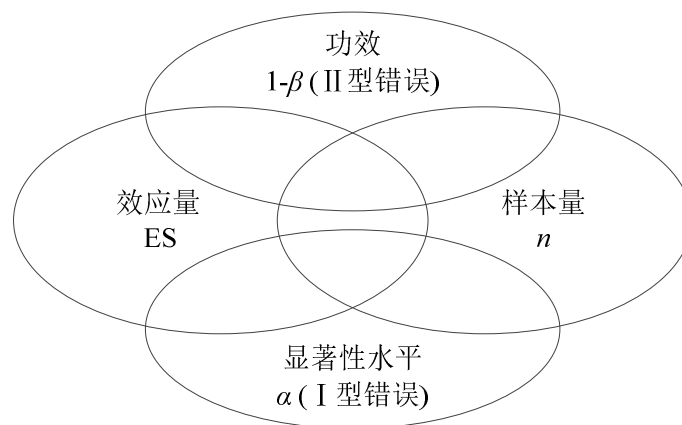 功效
1-β (Ⅱ型错误)
效应量
ES
样本量
n
显著性水平
α (Ⅰ型错误)